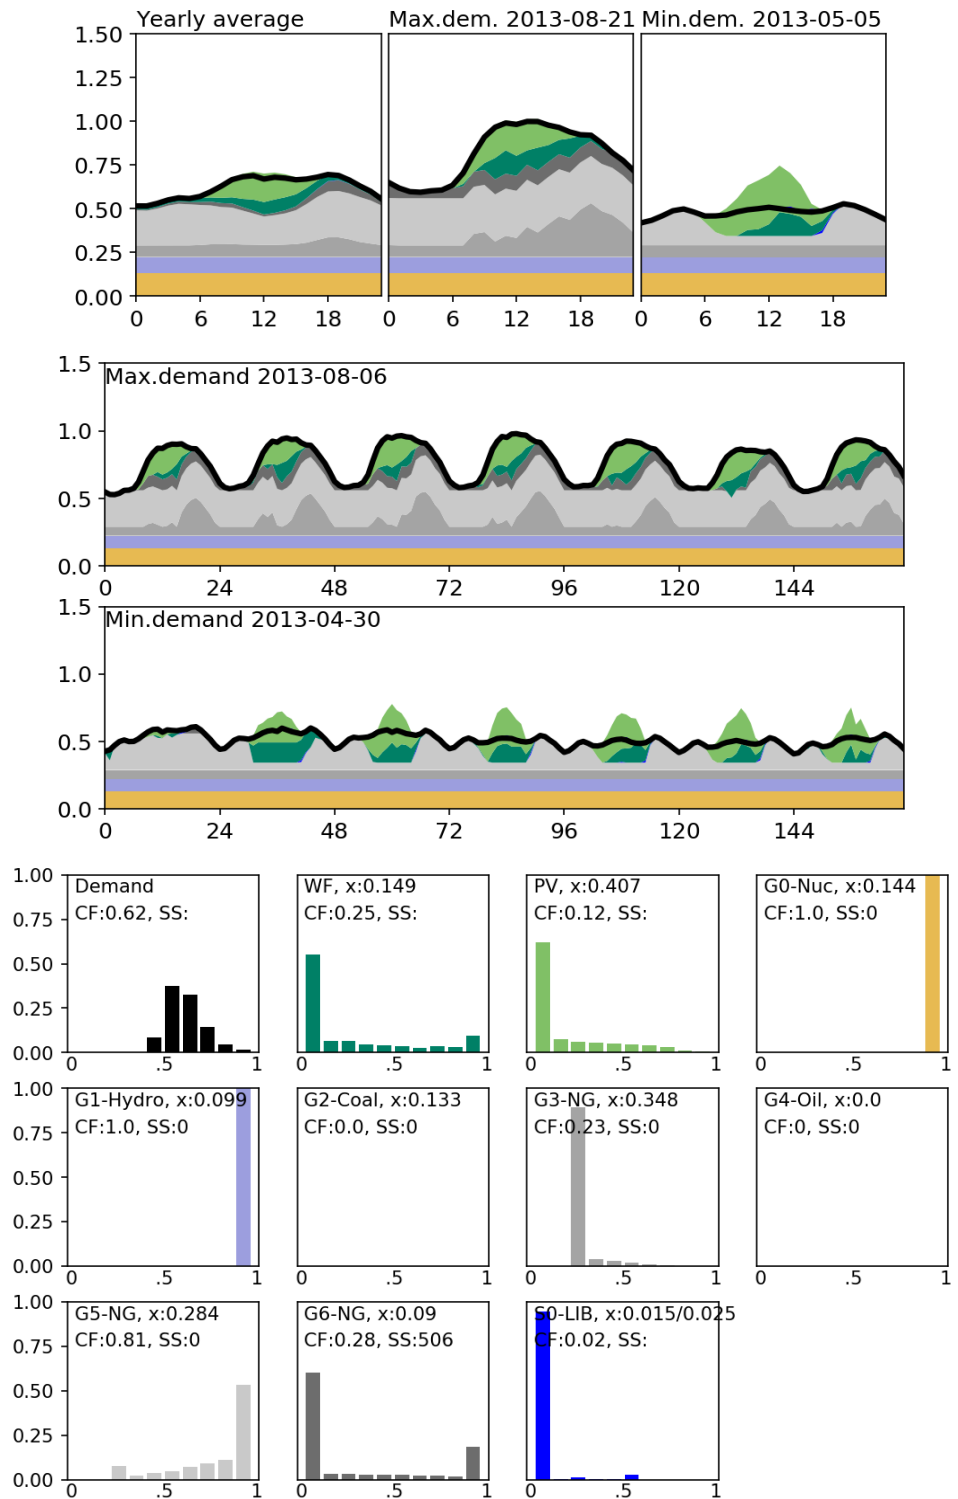 Yearly average Max.dem. 2013-08-21 Min.dem. 2013-05-05
1.50
1.25
1.00
0.75
0.50
0.25
0.00
0 6 12 18 0 6 12 18 0 6 12 18
1.5
Max.demand 2013-08-06
1.0
0.5
0.0
0 24 48 72 96 120 144
1.5
Min.demand 2013-04-30
1.0
0.5
0.0
0 24 48 72 96 120 144
1.00
Demand WF, x:0.149 PV, x:0.407 G0-Nuc, x:0.144
CF:0.62, SS: CF:0.25, SS: CF:0.12, SS: CF:1.0, SS:0
0.75
0.50
0.25
0.00
0 .5 1 0 .5 1 0 .5 1 0 .5 1
1.00
G1-Hydro, x:0.099 G2-Coal, x:0.133 G3-NG, x:0.348 G4-Oil, x:0.0
CF:1.0, SS:0 CF:0.0, SS:0 CF:0.23, SS:0 CF:0, SS:0
0.75
0.50
0.25
0.00
0 .5 1 0 .5 1 0 .5 1 0 .5 1
1.00
G5-NG, x:0.284 G6-NG, x:0.09 S0-LIB, x:0.015/0.025
CF:0.81, SS:0 CF:0.28, SS:506 CF:0.02, SS:
0.75
0.50
0.25
0.00
0 .5 1 0 .5 1 0 .5 1